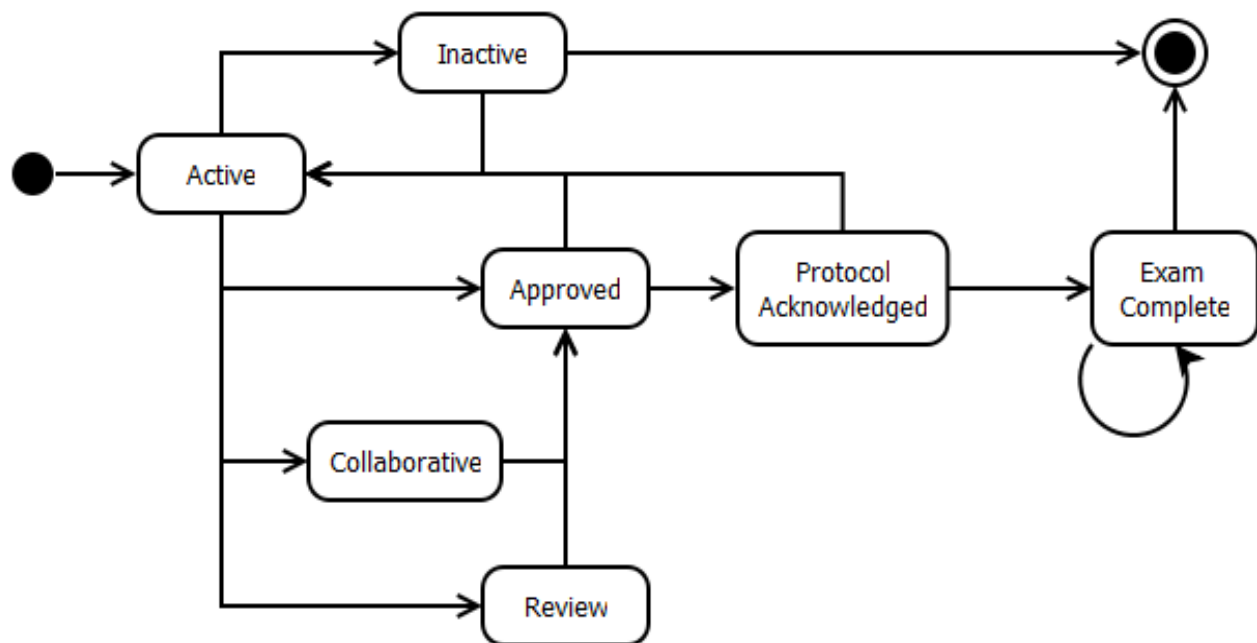 Inactive
Active
Approved
Protocol
Acknowledged
Exam
Complete
Collaborative
Review